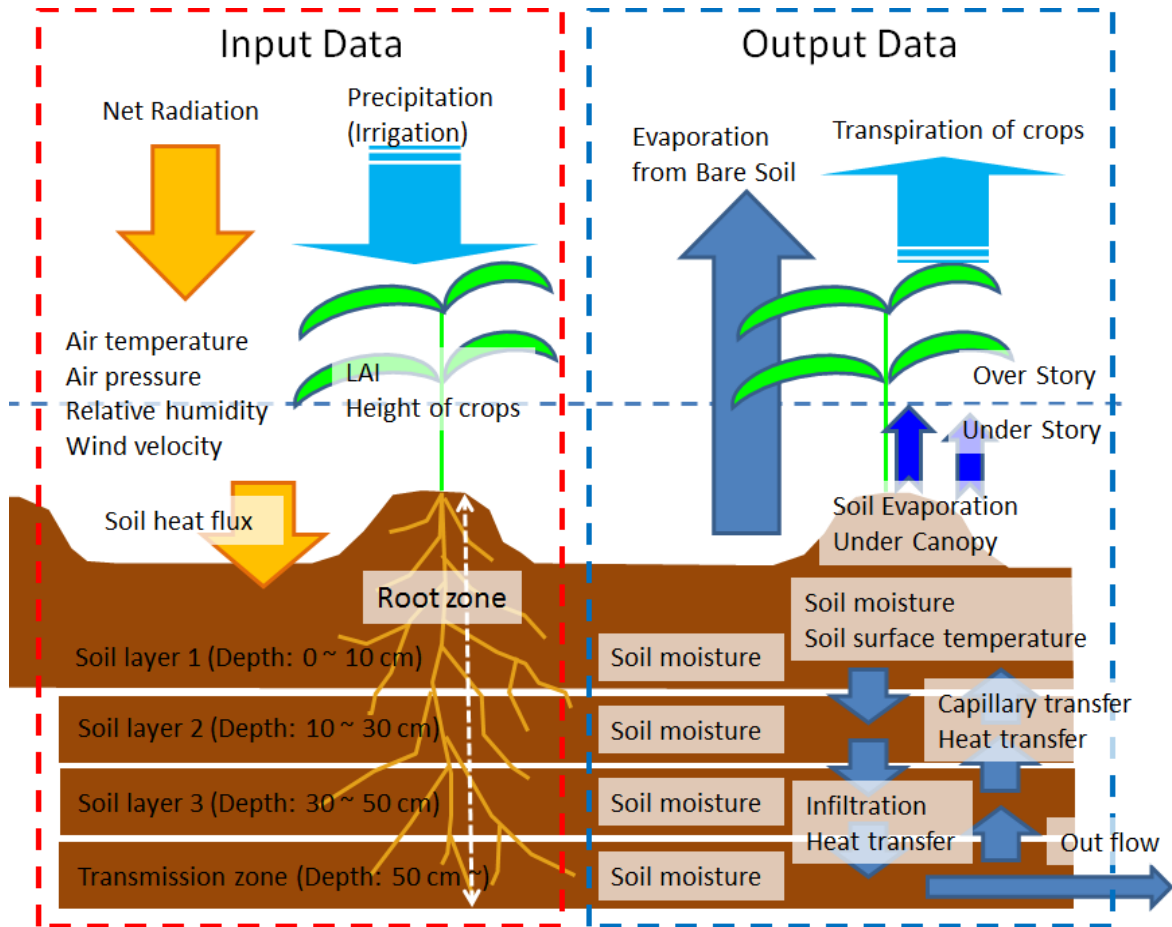 Input Data
Net Radiation
Precipitation
(Irrigation)
Air temperature
Air pressure
Relative humidity
Wind velocity
LAI
Height of crops
Soil heat flux
Root zone
Soil layer 1 (Depth: 0 ~ 10 cm)
Soil layer 2 (Depth: 10 ~ 30 cm)
Soil layer 3 (Depth: 30 ~ 50 cm)
Transmission zone (Depth: 50 cm ~)
Output Data
Evaporation
from Bare Soil
Transpiration of crops
Over Story
Under Story
Soil Evaporation
Under Canopy
Soil moisture
Soil surface temperature
Soil moisture
Soil moisture
Soil moisture
Soil moisture
Capillary transfer
Heat transfer
Infiltration
Heat transfer
Out flow